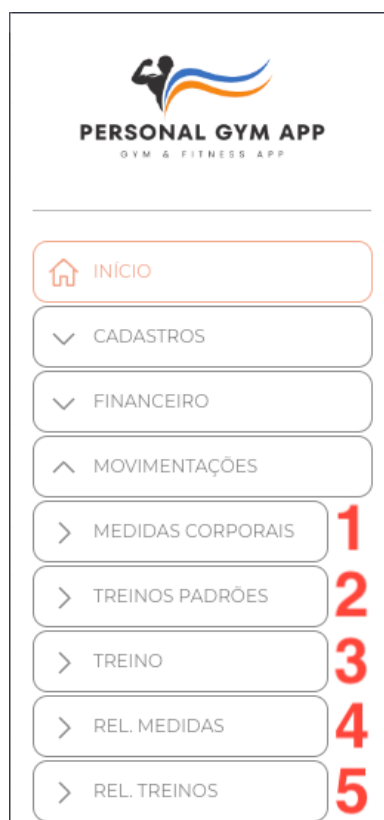 PERSONAL GYM APP
GYM & FITNESS APP
INÍCIO
CADASTROS
FINANCEIRO
MOVIMENTAÇÕES
MEDIDAS CORPORAIS 1
TREINOS PADRÕES 2
TREINO 3
REL. MEDIDAS 4
REL. TREINOS 5